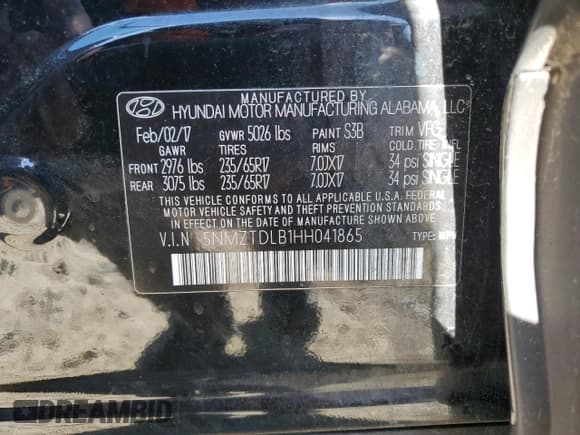 MANUFACTURED BY
HYUNDAI MOTOR MANUFACTURING ALABAMA, LLC
Feb/02/17 GVWR 5026 lbs PAINT S3B TRIM VFG
GAWR TIRES RIMS COLD TIRE INFL
FRONT 2976 lbs 235/65R17 7.0JX17 34 psi SINGLE
REAR 3075 lbs 235/65R17 7.0JX17 34 psi SINGLE
THIS VEHICLE CONFORMS TO ALL APPLICABLE U.S. FEDERAL
MOTOR VEHICLE SAFETY AND THEFT PREVENTION STANDARDS
IN EFFECT ON THE DATE OF MANUFACTURE SHOWN ABOVE.
V.I.N 5NMZTDLB1HH041865 TYPE: MPV
DREAMBID